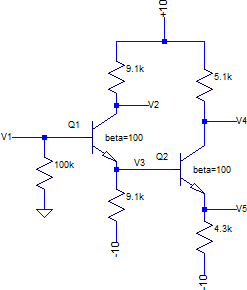 +10
9.1k
5.1k
V2
Q1
V1
beta=100
V4
V3
Q2
100k
beta=100
9.1k
V5
4.3k
-10
-10